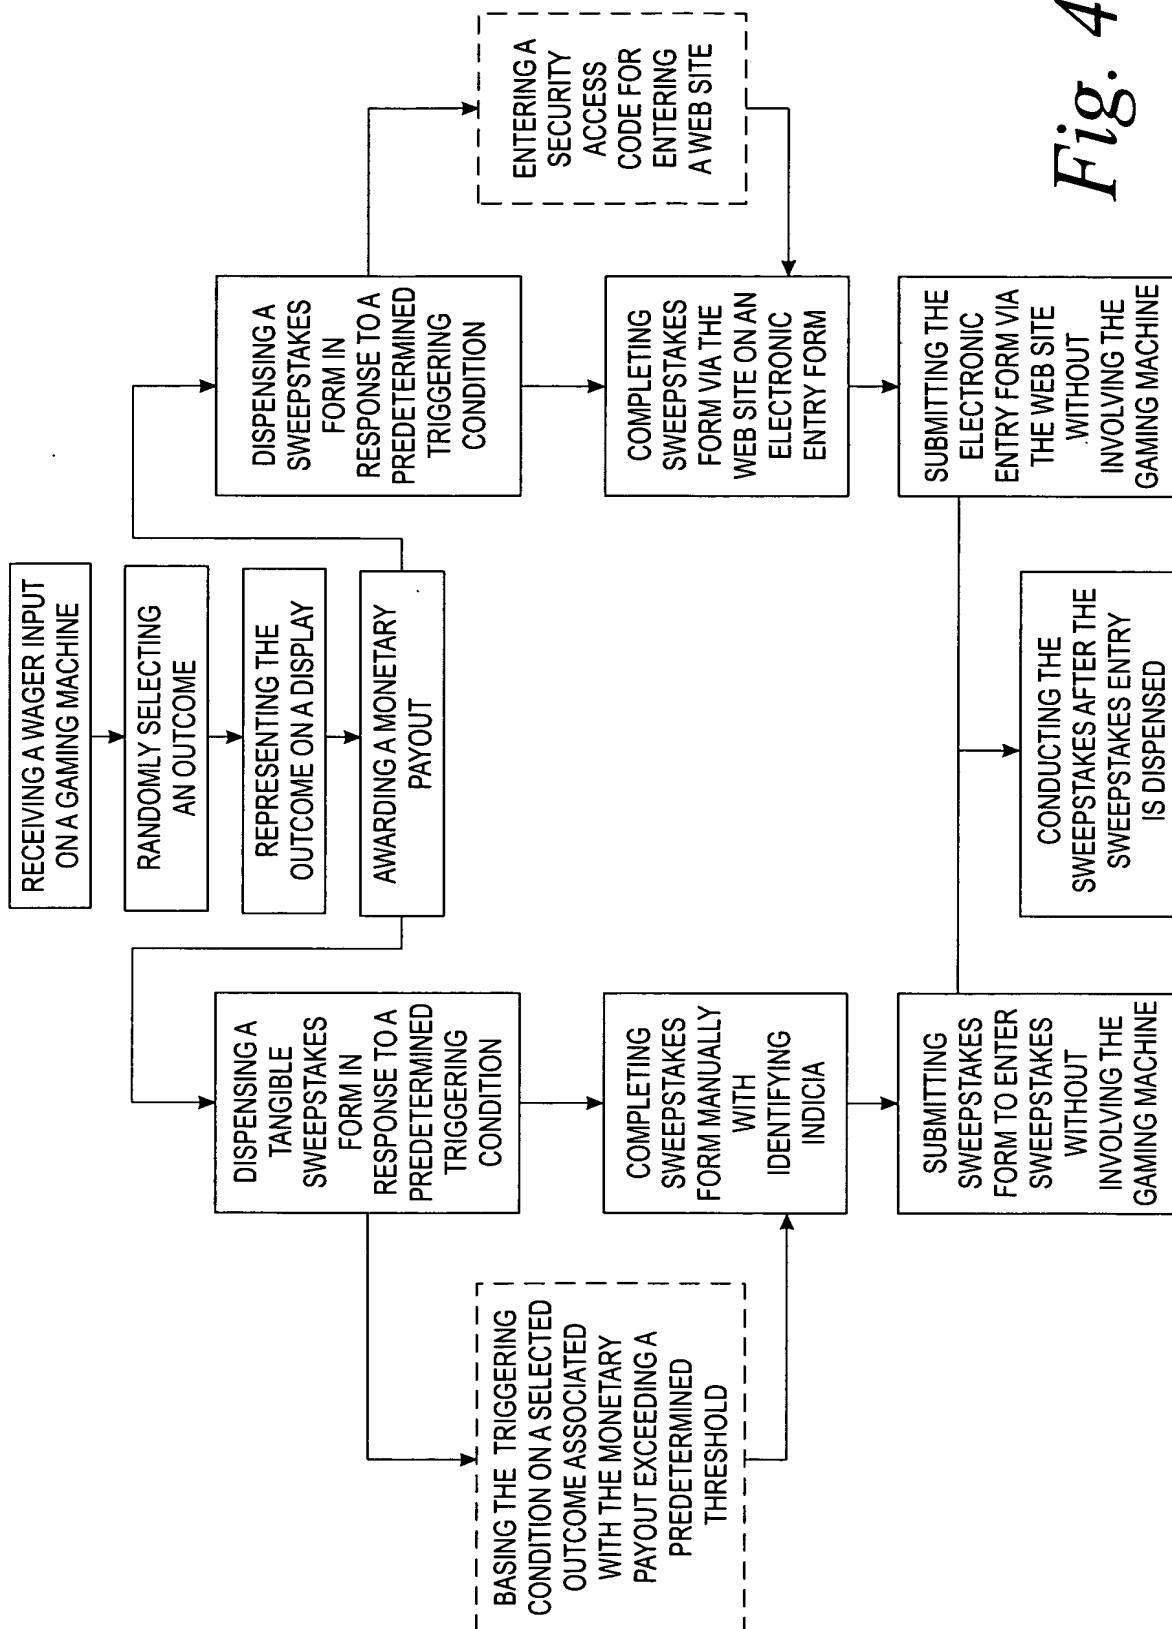 RECEIVING A WAGER INPUT
ON A GAMING MACHINE
RANDOMLY SELECTING
AN OUTCOME
REPRESENTING THE
OUTCOME ON A DISPLAY
AWARDING A MONETARY
PAYOUT
DISPENSING A
TANGIBLE
SWEEPSTAKES
FORM IN
RESPONSE TO A
PREDETERMINED
TRIGGERING
CONDITION
BASING THE TRIGGERING
CONDITION ON A SELECTED
OUTCOME ASSOCIATED
WITH THE MONETARY
PAYOUT EXCEEDING A
PREDETERMINED
THRESHOLD
COMPLETING
SWEEPSTAKES
FORM MANUALLY
WITH
IDENTIFYING
INDICIA
SUBMITTING
SWEEPSTAKES
FORM TO ENTER
SWEEPSTAKES
WITHOUT
INVOLVING THE
GAMING MACHINE
DISPENSING A
SWEEPSTAKES
FORM IN
RESPONSE TO A
PREDETERMINED
TRIGGERING
CONDITION
ENTERING A
SECURITY
ACCESS
CODE FOR
ENTERING
A WEB SITE
COMPLETING
SWEEPSTAKES
FORM VIA THE
WEB SITE ON AN
ELECTRONIC
ENTRY FORM
SUBMITTING THE
ELECTRONIC
ENTRY FORM VIA
THE WEB SITE
WITHOUT
INVOLVING THE
GAMING MACHINE
CONDUCTING THE
SWEEPSTAKES AFTER THE
SWEEPSTAKES ENTRY
IS DISPENSED
Fig. 4